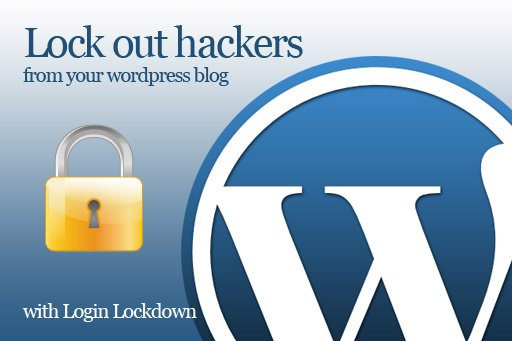 Lock out hackers
from your wordpress blog
W
with Login Lockdown